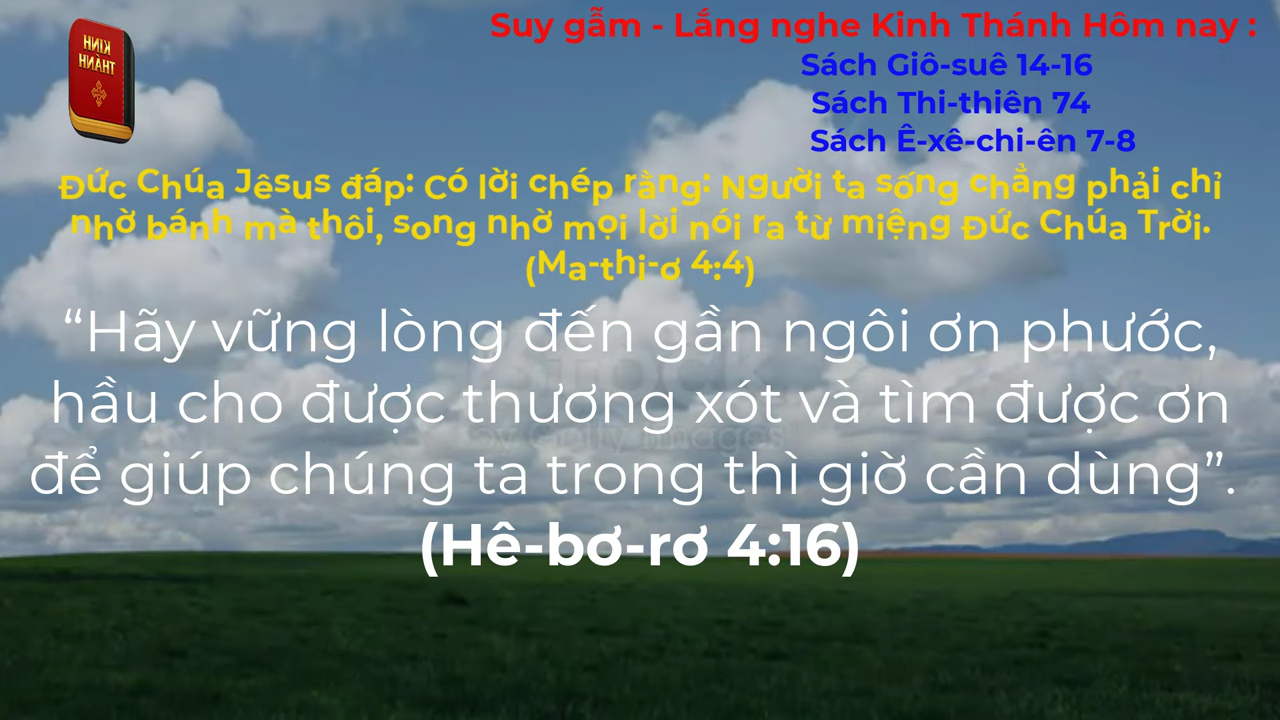 KINH
THÁNH
Suy gẫm - Lắng nghe Kinh Thánh Hôm nay :
Sách Giô-suê 14-16
Sách Thi-thiên 74
Sách Ê-xê-chi-ên 7-8
Đức Chúa Jêsus đáp: Có lời chép rằng: Người ta sống chẳng phải chỉ
nhờ bánh mà thôi, song nhờ mọi lời nói ra từ miệng Đức Chúa Trời.
(Ma-thi-ơ 4:4)
“Hãy vững lòng đến gần ngôi ơn phước,
hầu cho được thương xót và tìm được ơn
để giúp chúng ta trong thì giờ cần dùng”.
(Hê-bơ-rơ 4:16)